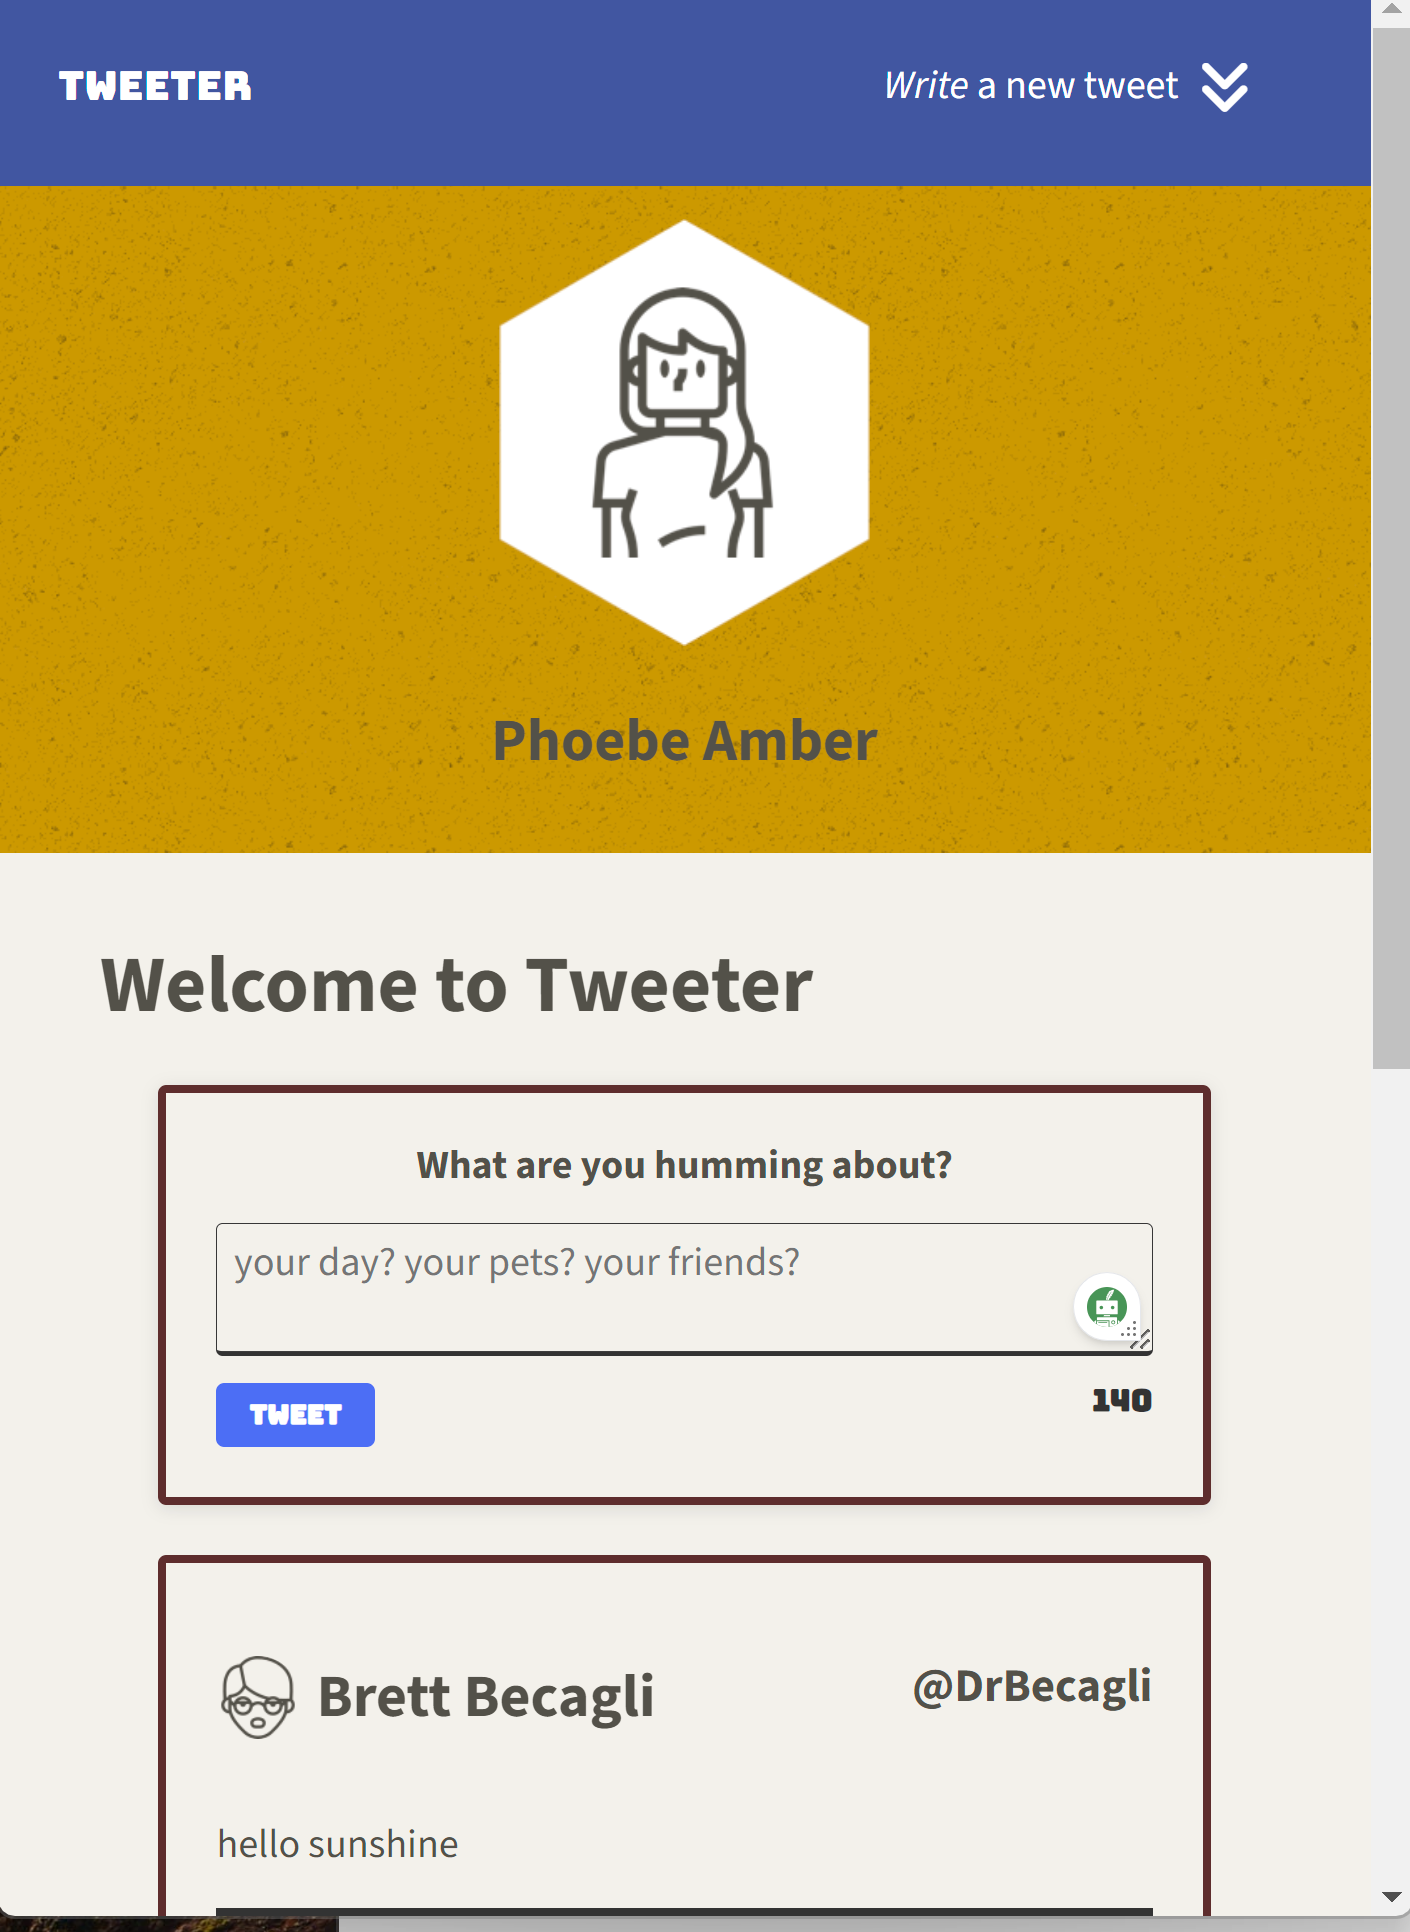 TWEETER
Write a new tweet
Phoebe Amber
Welcome to Tweeter
What are you humming about?
your day? your pets? your friends?
TWEET
140
Brett Becagli
@DrBecagli
hello sunshine